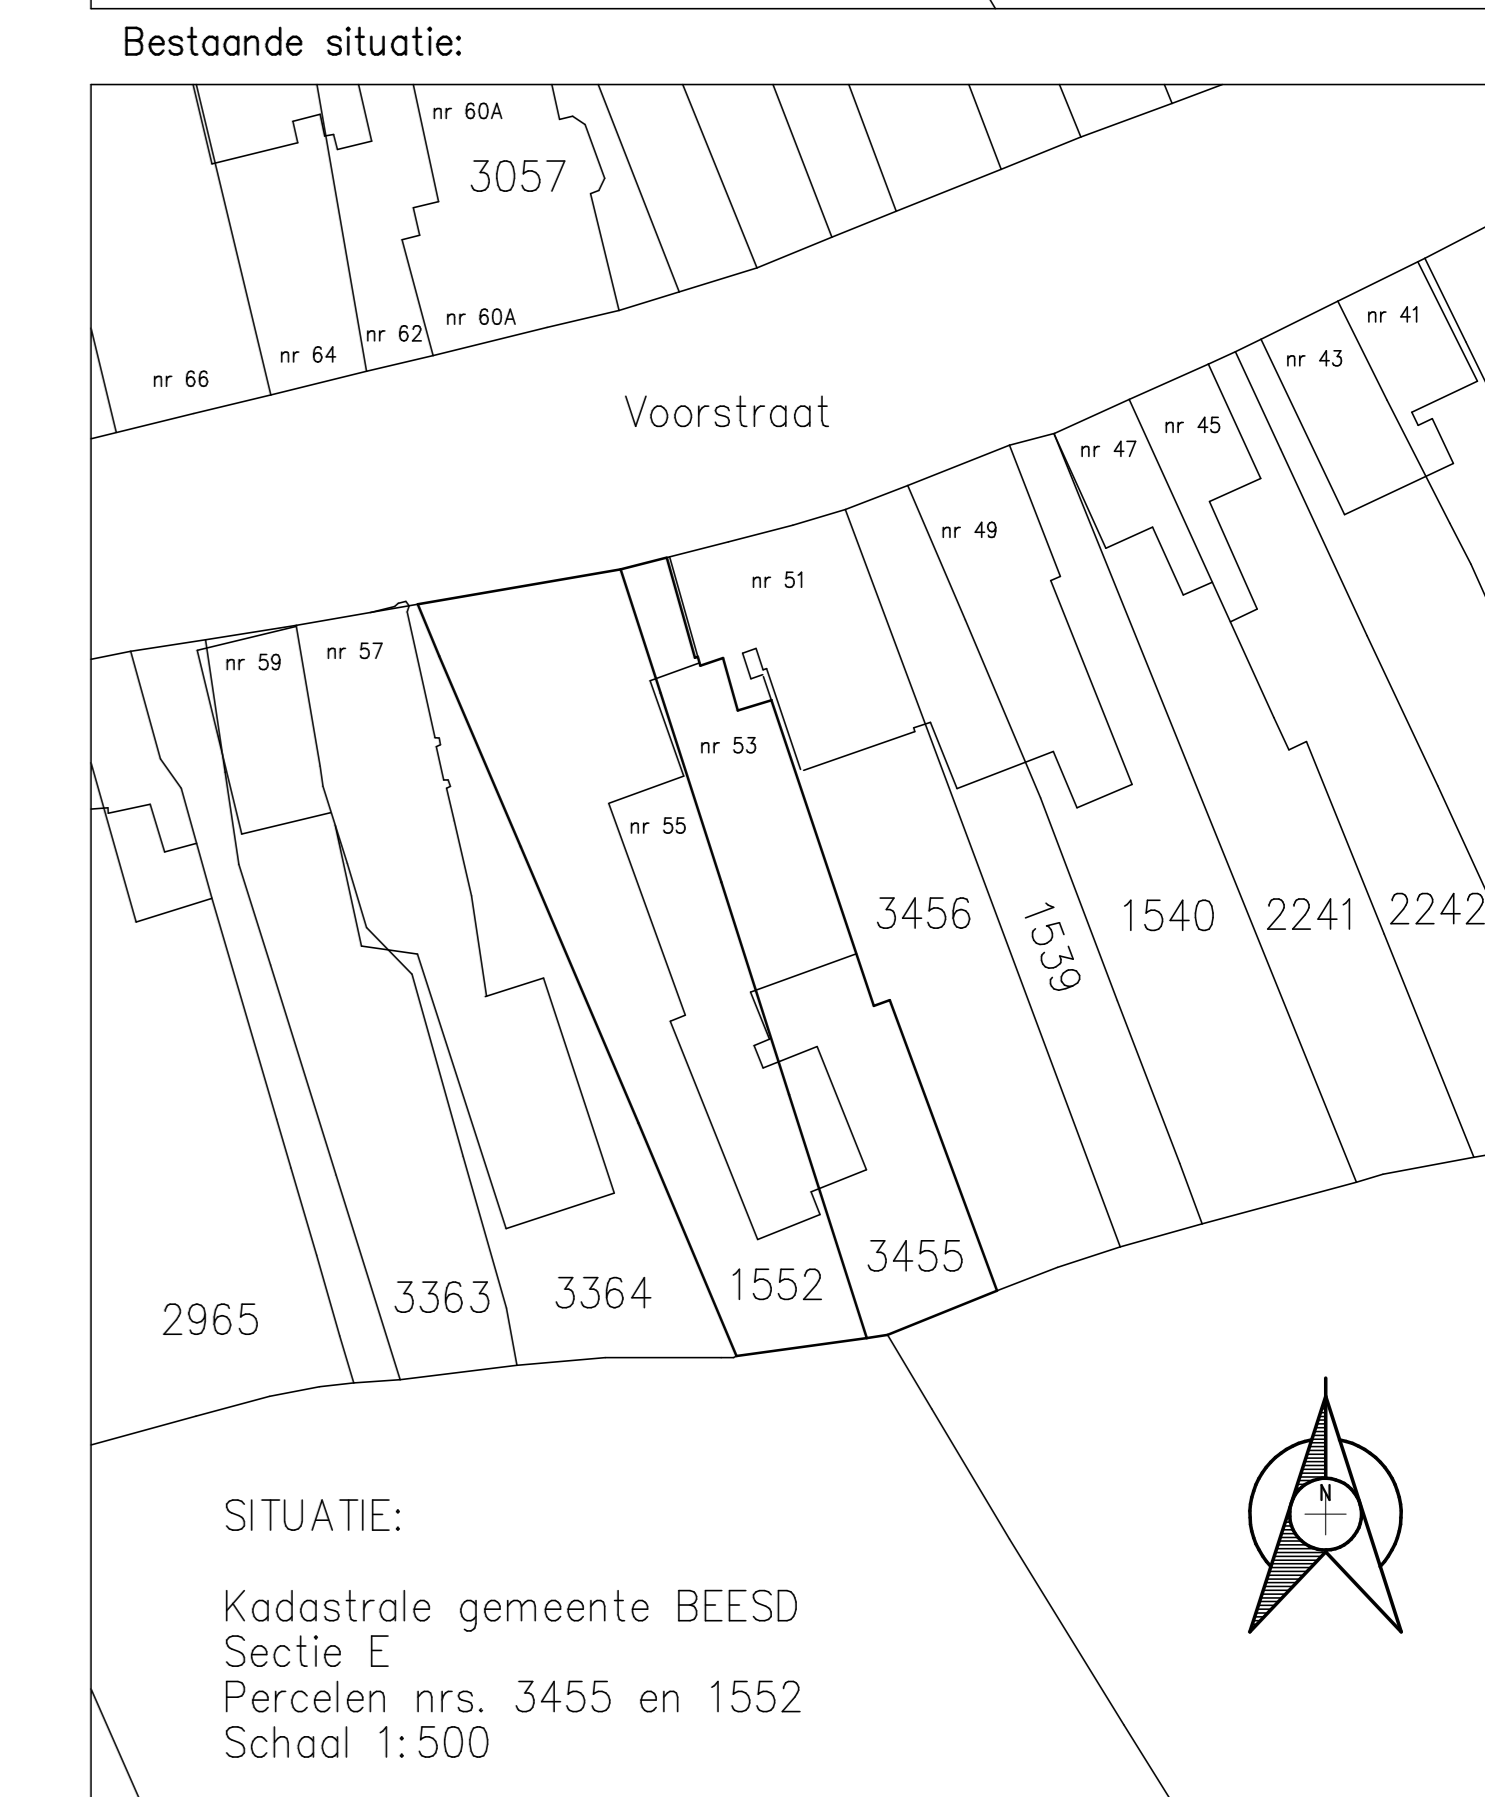 Bestaande situatie:
nr 60A
3057
nr 60A
nr 62
nr 64
nr 66
nr 41
nr 43
Voorstraat
nr 45
nr 47
nr 49
nr 51
nr 57
nr 59
nr 53
nr 55
3456
1539
1540
2241
2242
3455
1552
3364
3363
2965
N
SITUATIE:
Kadastrale gemeente BEESD
Sectie E
Percelen nrs. 3455 en 1552
Schaal 1:500